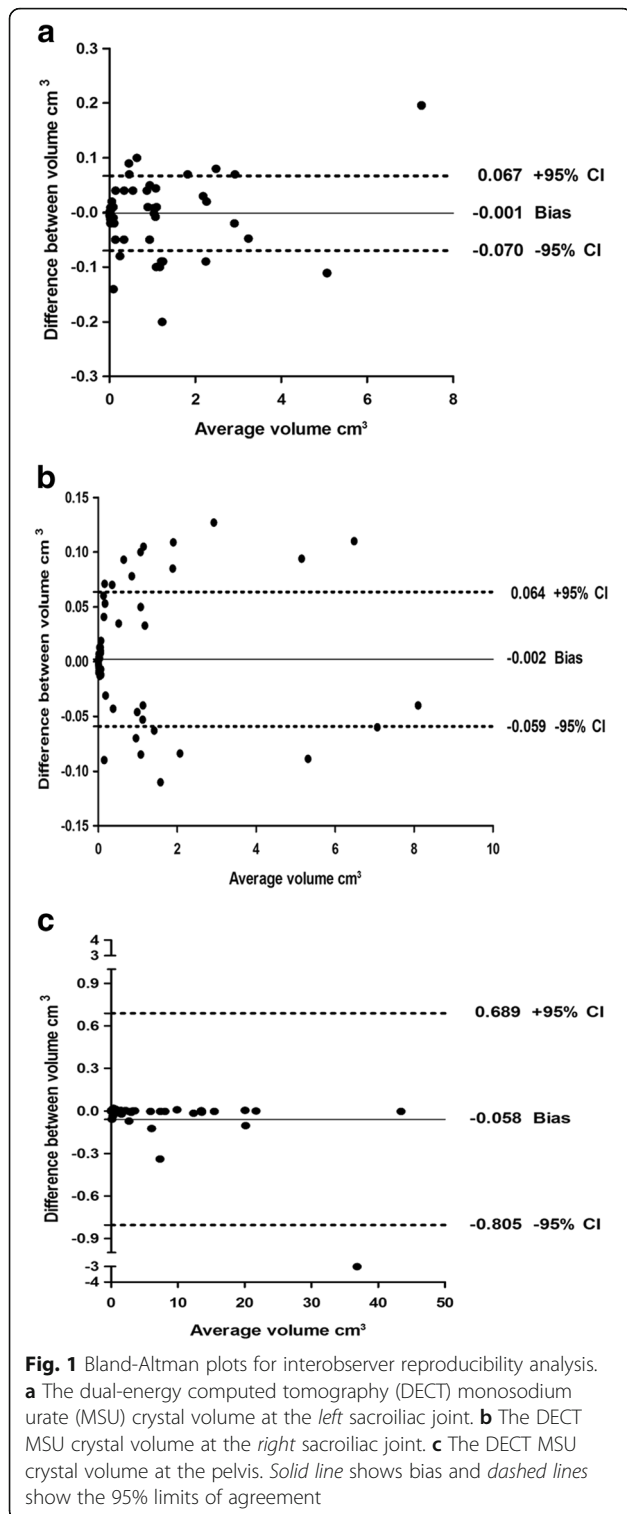 a
Difference between volume cm³
0.3
0.2
0.1
-0.0
-0.1
-0.2
-0.3
0.067 +95% CI
-0.001 Bias
-0.070 -95% CI
0 2 4 6 8
Average volume cm³
b
Difference between volume cm³
0.15
0.10
0.05
0.00
-0.05
-0.10
-0.15
0.064 +95% CI
-0.002 Bias
-0.059 -95% CI
0 2 4 6 8 10
Average volume cm³
c
Difference between volume cm³
4
3
0.9
0.6
0.3
0.0
-0.3
-0.6
-0.9
-3
-4
0.689 +95% CI
-0.058 Bias
-0.805 -95% CI
0 10 20 30 40 50
Average volume cm³
Fig. 1 Bland-Altman plots for interobserver reproducibility analysis.
a The dual-energy computed tomography (DECT) monosodium
urate (MSU) crystal volume at the left sacroiliac joint. b The DECT
MSU crystal volume at the right sacroiliac joint. c The DECT MSU
crystal volume at the pelvis. Solid line shows bias and dashed lines
show the 95% limits of agreement